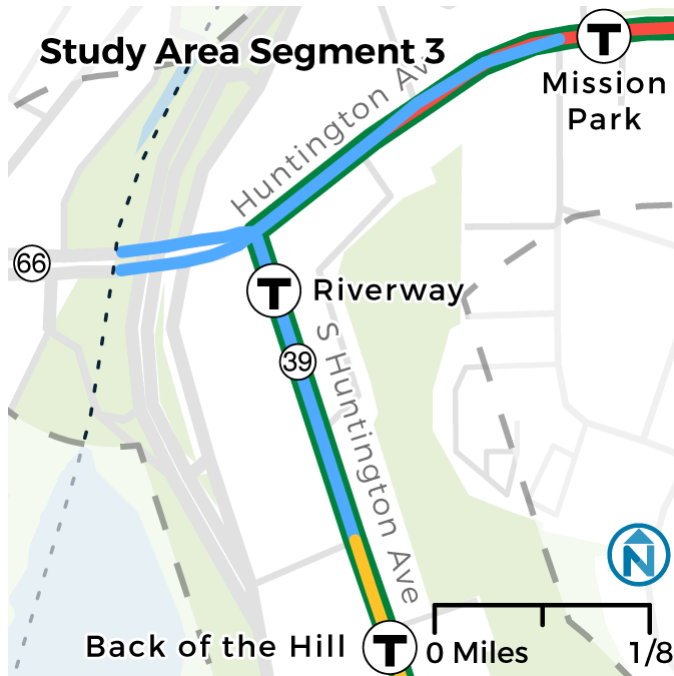 Study Area Segment 3
Huntington Av
T
Mission
Park
66
T
Riverway
39
S Huntington Ave
N
T
Back of the Hill
0 Miles
1/8